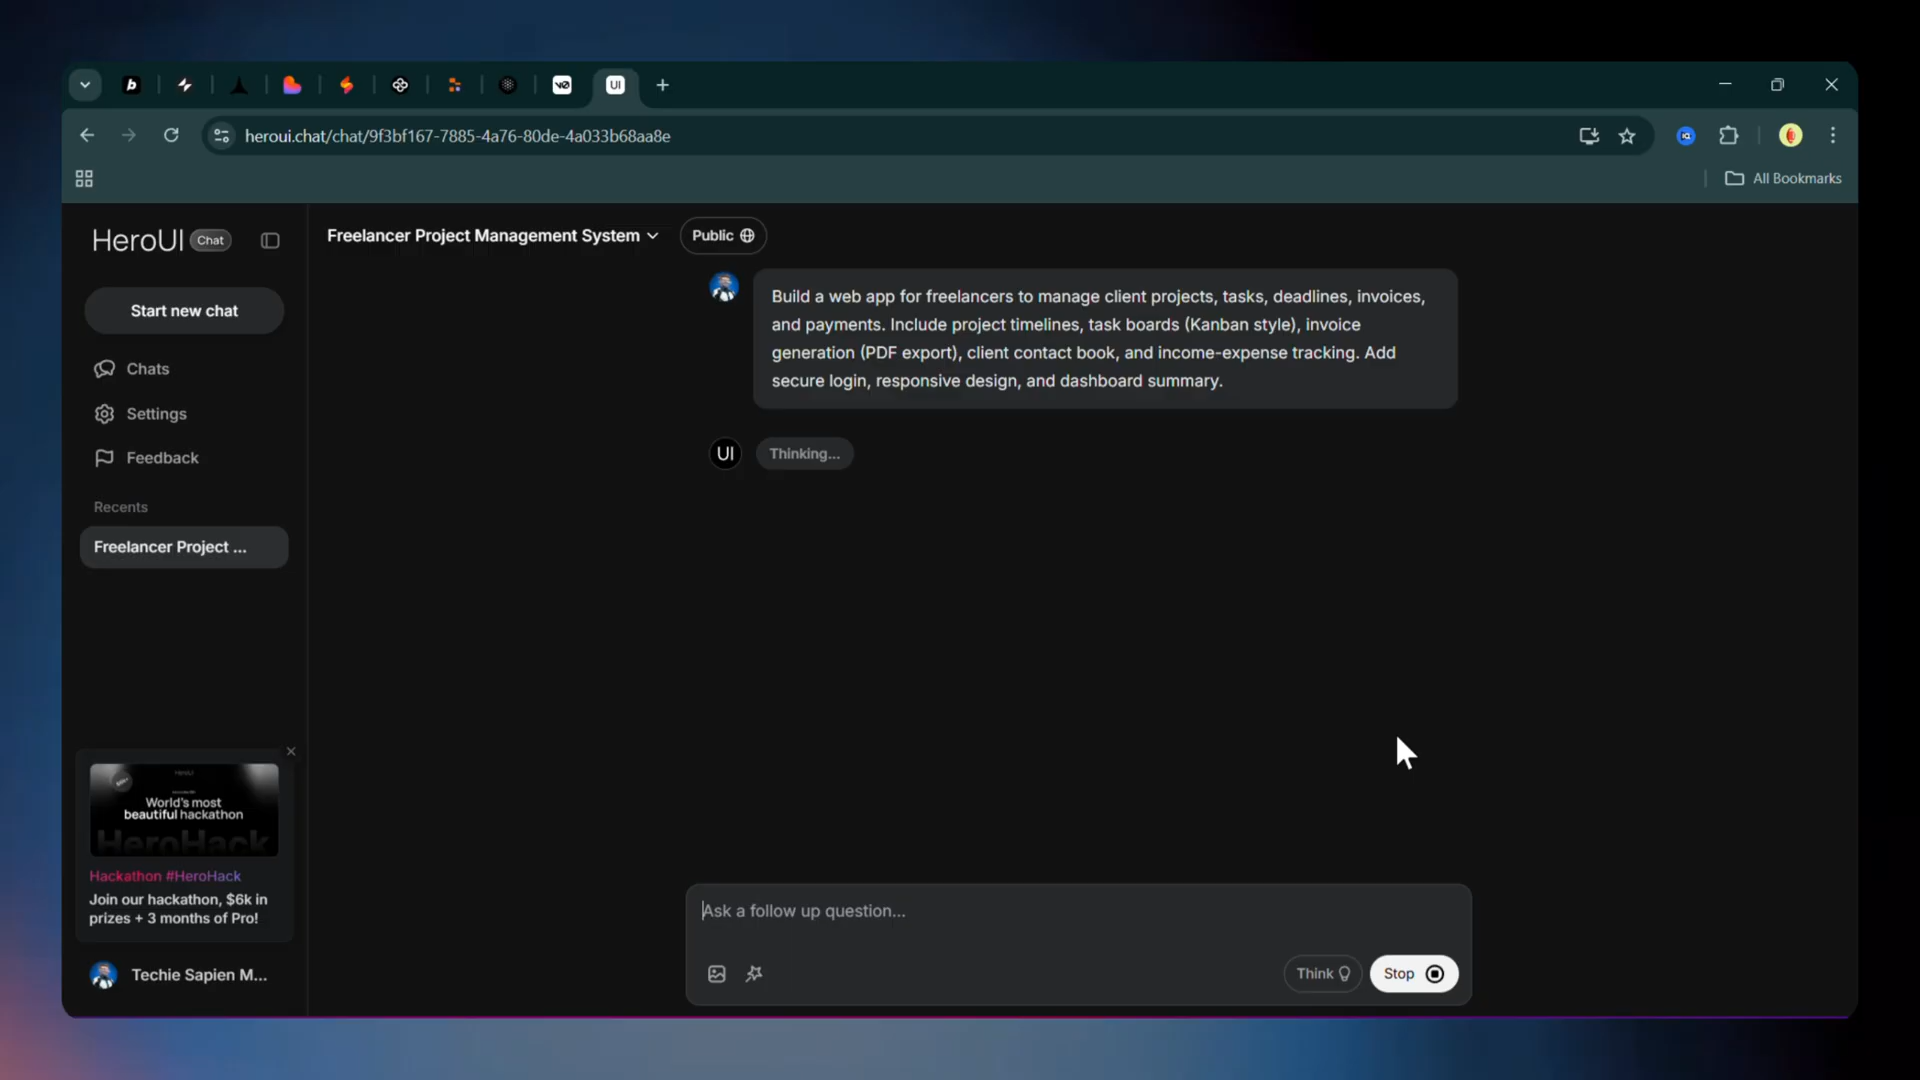 UI
heroui.chat/chat/9f3bf167-7885-4a76-80de-4a033b68aa8e
All Bookmarks
HeroUI Chat
Freelancer Project Management System
Public
Start new chat
Build a web app for freelancers to manage client projects, tasks, deadlines, invoices,
and payments. Include project timelines, task boards (Kanban style), invoice
generation (PDF export), client contact book, and income-expense tracking. Add
secure login, responsive design, and dashboard summary.
Chats
Settings
Feedback
UI
Thinking...
Recents
Freelancer Project ...
World's most
beautiful hackathon
HeroHack
Hackathon #HeroHack
Join our hackathon, $6k in
prizes + 3 months of Pro!
Techie Sapien M...
Ask a follow up question...
Think
Stop